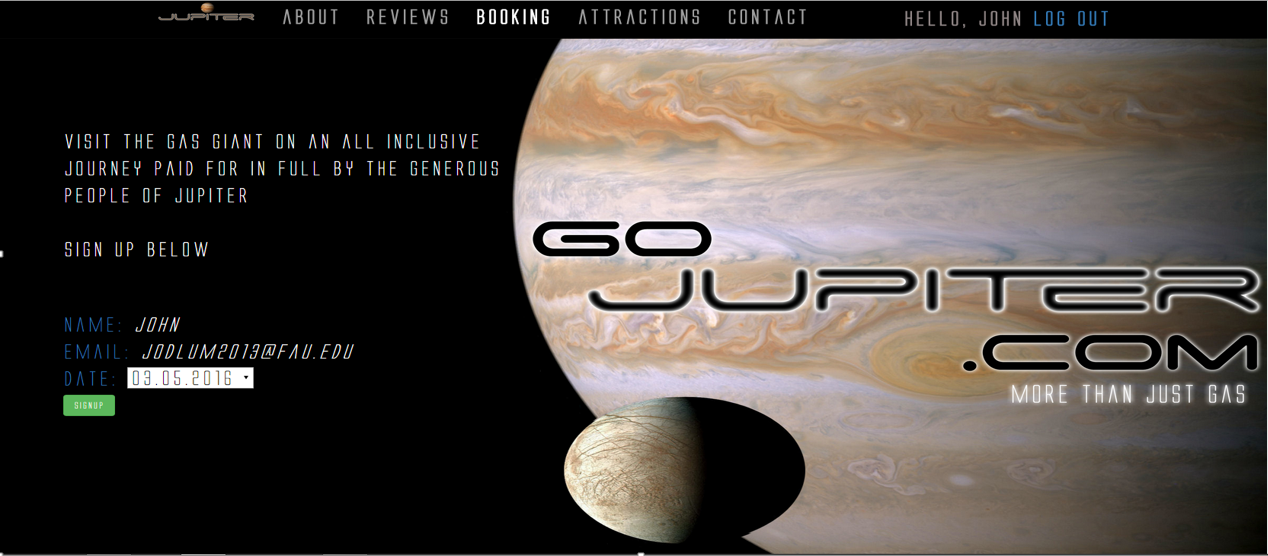 JUPITER ABOUT REVIEWS BOOKING ATTRACTIONS CONTACT HELLO, JOHN LOG OUT
VISIT THE GAS GIANT ON AN ALL INCLUSIVE
JOURNEY PAID FOR IN FULL BY THE GENEROUS
PEOPLE OF JUPITER
SIGN UP BELOW
NAME: JOHN
EMAIL: JODLUM2013@FAU.EDU
DATE: 03.05.2016
SIGNUP
GO
JUPITER
.COM
MORE THAN JUST GAS